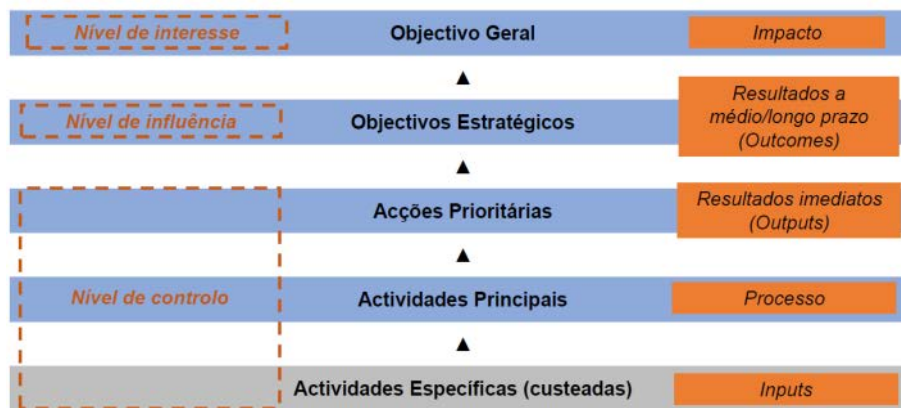 Nível de interesse
Objectivo Geral
Impacto
▲
Nível de influência
Objectivos Estratégicos
Resultados a
médio/longo prazo
(Outcomes)
▲
Acções Prioritárias
Resultados imediatos
(Outputs)
▲
Nível de controlo
Actividades Principais
Processo
▲
Actividades Específicas (custeadas)
Inputs